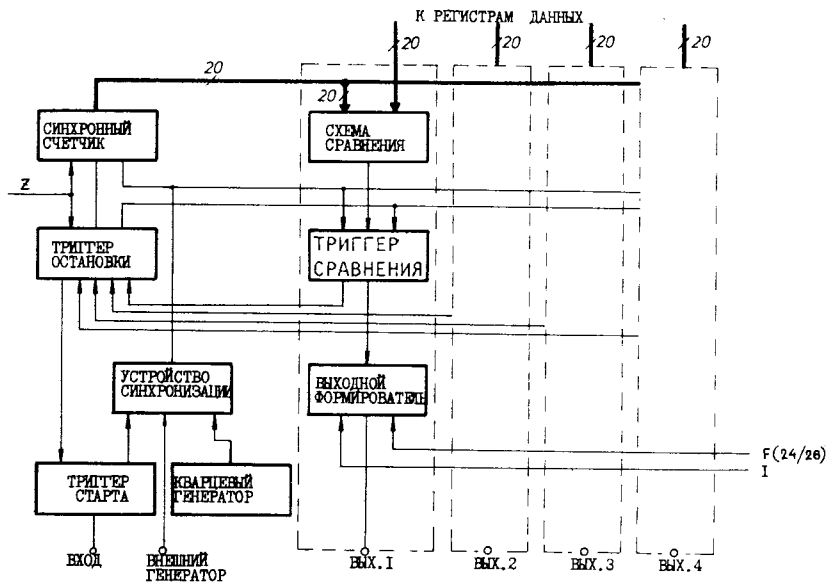 К РЕГИСТРАМ ДАННЫХ
20 20 20 20
20
20
СИНХРОННЫЙ
СЧЕТЧИК
СХЕМА
СРАВНЕНИЯ
Z
ТРИГГЕР
ОСТАНОВКИ
ТРИГГЕР
СРАВНЕНИЯ
УСТРОЙСТВО
СИНХРОНИЗАЦИИ
ВЫХОДНОЙ
ФОРМИРОВАТЕЛЬ
F(24/26)
I
ТРИГГЕР
СТАРТА
КВАРЦЕВЫЙ
ГЕНЕРАТОР
ВХОД
ВНЕШНИЙ
ГЕНЕРАТОР
ВЫХ.I
ВЫХ.2
ВЫХ.3
ВЫХ.4